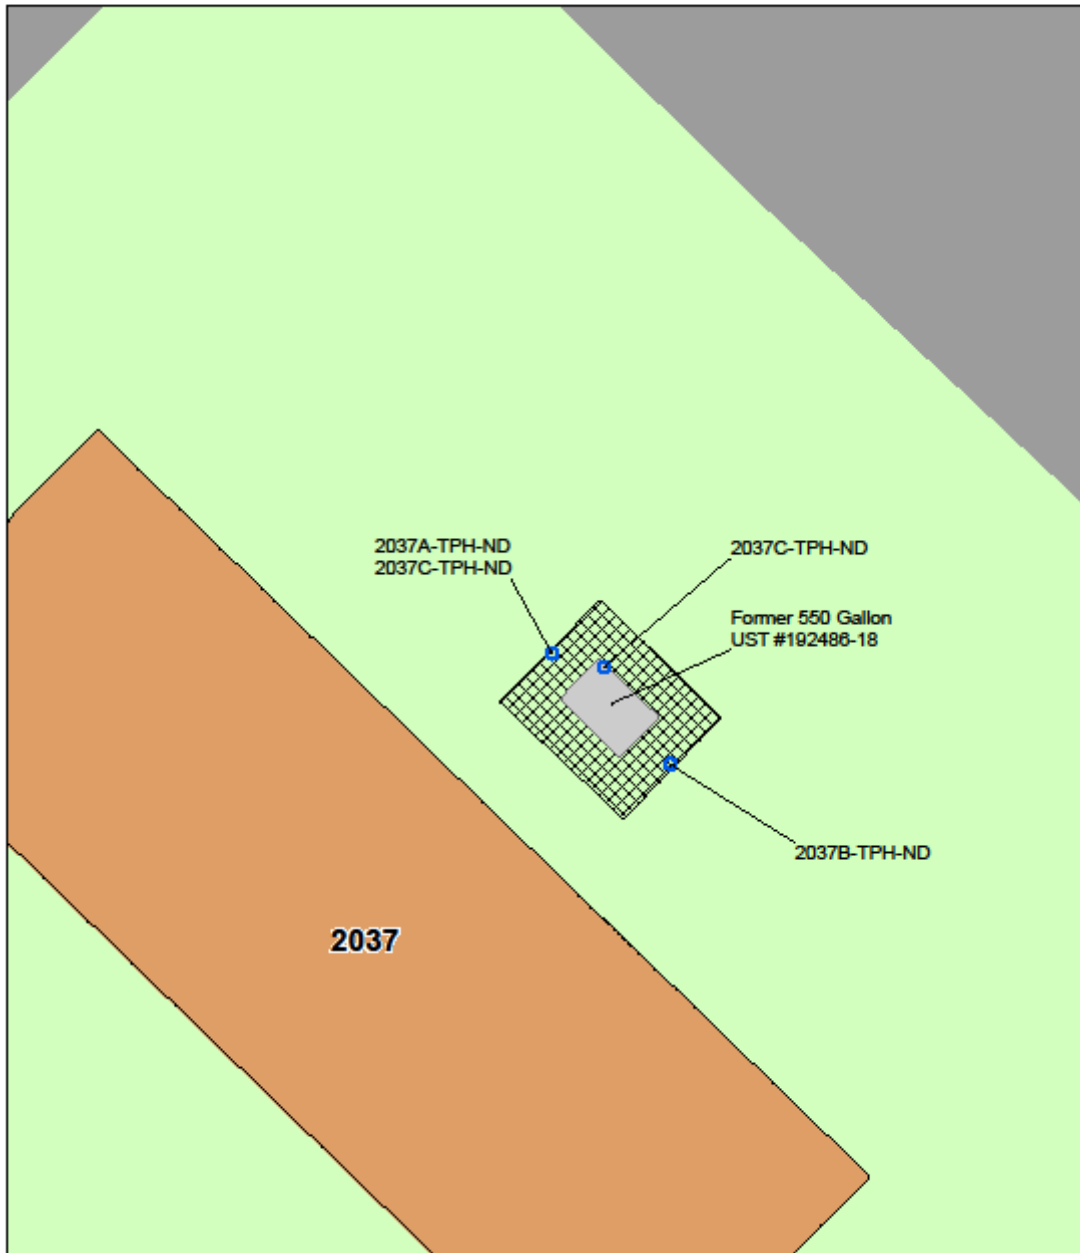 2037A-TPH-ND
2037C-TPH-ND
2037C-TPH-ND
Former 550 Gallon
UST #192486-18
2037B-TPH-ND
2037